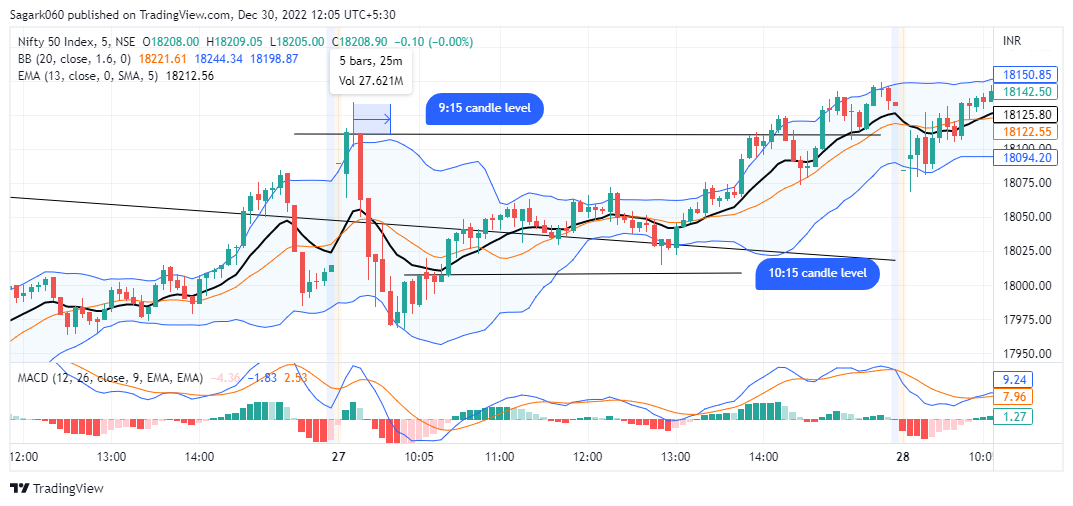 Sagark060 published on TradingView.com, Dec 30, 2022 12:05 UTC+5:30
Nifty 50 Index, 5, NSE O18208.00 H18209.05 L18205.00 C18208.90 −0.10 (−0.00%)
BB (20, close, 1.6, 0) 18221.61 18244.34 18198.87
EMA (13, close, 0, SMA, 5) 18212.56
5 bars, 25m
Vol 27.621M
9:15 candle level
10:15 candle level
INR
18150.85
18142.50
18125.80
18122.55
18100.00
18094.20
18075.00
18050.00
18025.00
18000.00
17975.00
17950.00
MACD (12, 26, close, 9, EMA, EMA) −4.36 −1.83 2.53
9.24
7.96
1.27
12:00 13:00 14:00 27 10:05 11:00 12:00 13:00 14:00 28 10:0
TradingView